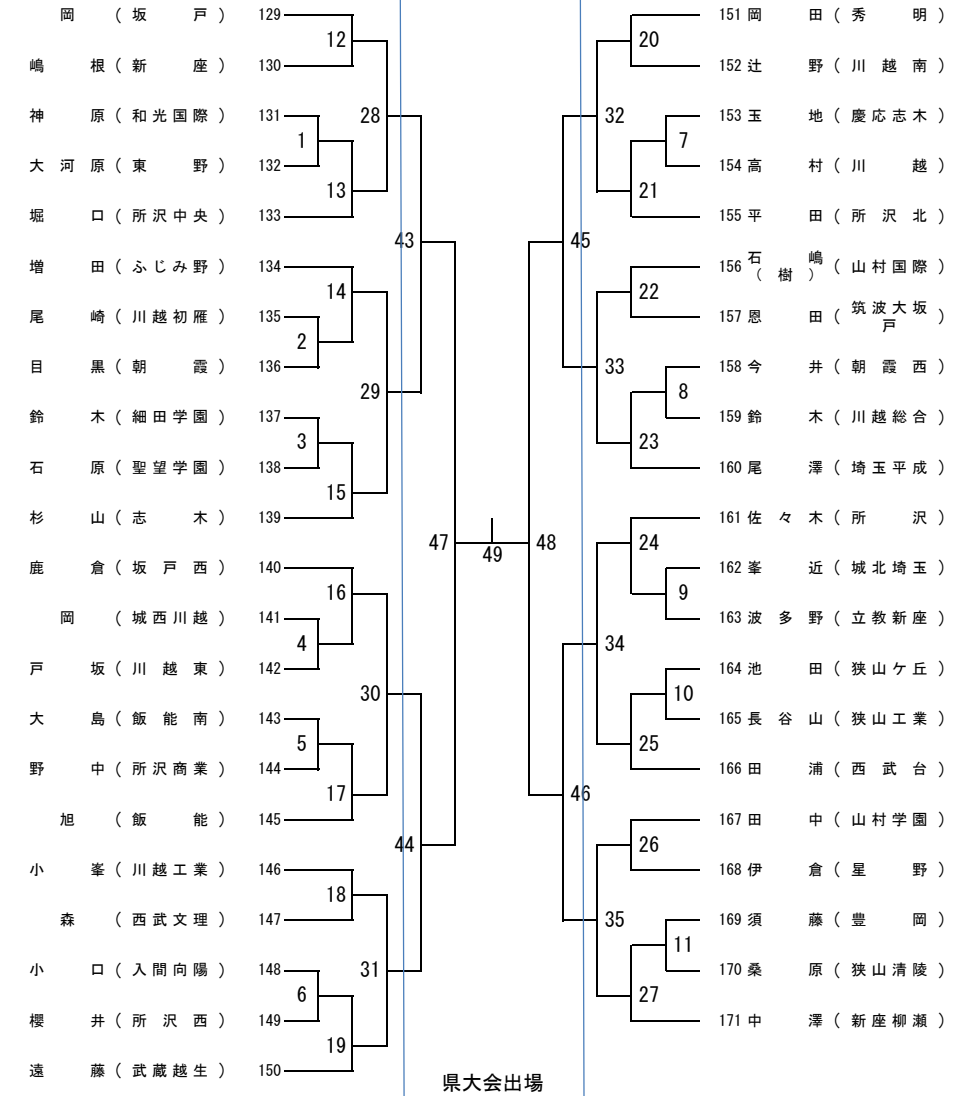 岡 （坂戸） 129
12
嶋根（新座） 130
神原（和光国際） 131
28
1
大河原（東野） 132
13
堀口（所沢中央） 133
43
増田（ふじみ野） 134
14
尾崎（川越初雁） 135
2
目黒（朝霞） 136
29
鈴木（細田学園） 137
3
石原（聖望学園） 138
15
杉山（志木） 139
47
鹿倉（坂戸西） 140
16
岡 （城西川越） 141
4
戸坂（川越東） 142
30
大島（飯能南） 143
5
野中（所沢商業） 144
17
旭 （飯能） 145
44
小峯（川越工業） 146
18
森 （西武文理） 147
小口（入間向陽） 148
31
6
櫻井（所沢西） 149
19
遠藤（武蔵越生） 150
49
151 岡田（秀明）
20
152 辻野（川越南）
32
153 玉地（慶応志木）
7
154 高村（川越）
21
155 平田（所沢北）
45
156 石嶋（樹）（山村国際）
22
157 恩田（筑波大坂戸）
33
158 今井（朝霞西）
8
159 鈴木（川越総合）
23
160 尾澤（埼玉平成）
48
161 佐々木（所沢）
24
162 峯近（城北埼玉）
9
163 波多野（立教新座）
34
164 池田（狭山ケ丘）
10
165 長谷山（狭山工業）
25
166 田浦（西武台）
46
167 田中（山村学園）
26
168 伊倉（星野）
35
169 須藤（豊岡）
11
170 桑原（狭山清陵）
27
171 中澤（新座柳瀬）
県大会出場